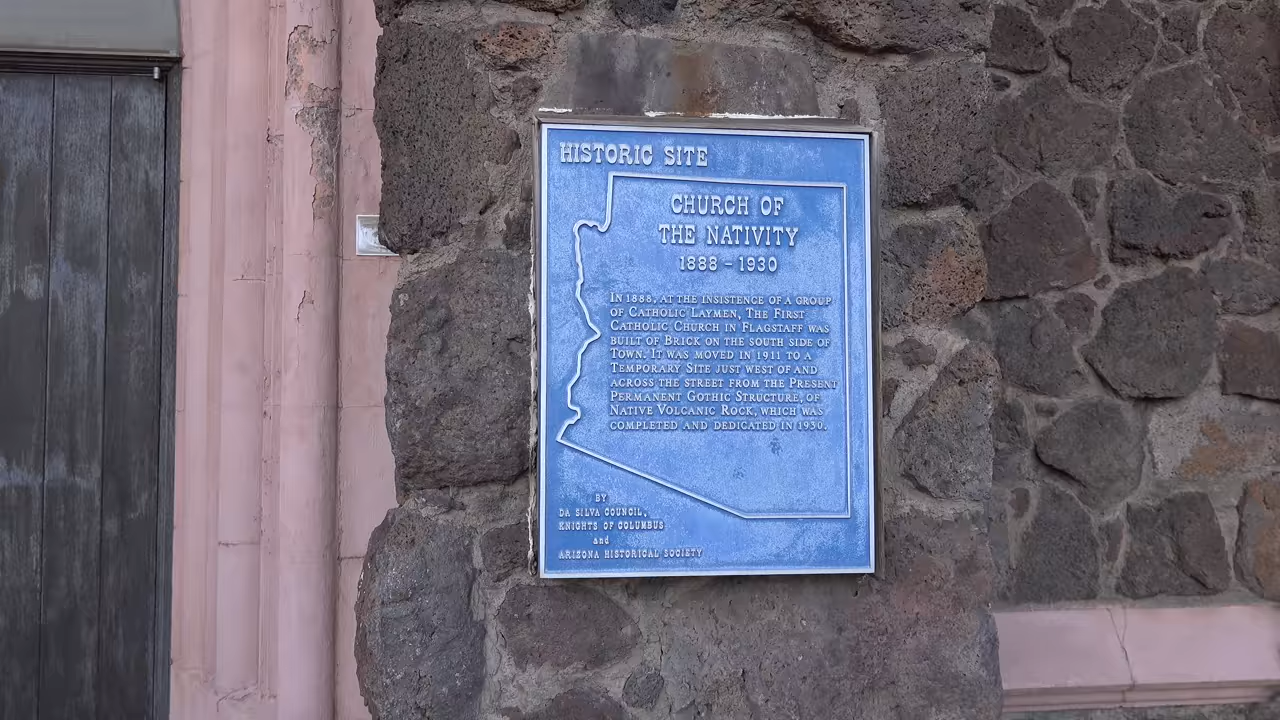 HISTORIC SITE
CHURCH OF
THE NATIVITY
1888 – 1930
IN 1888, AT THE INSISTENCE OF A GROUP
OF CATHOLIC LAYMEN, THE FIRST
CATHOLIC CHURCH IN FLAGSTAFF WAS
BUILT OF BRICK ON THE SOUTH SIDE OF
TOWN. IT WAS MOVED IN 1911 TO A
TEMPORARY SITE JUST WEST OF AND
ACROSS THE STREET FROM THE PRESENT
PERMANENT GOTHIC STRUCTURE, OF
NATIVE VOLCANIC ROCK, WHICH WAS
COMPLETED AND DEDICATED IN 1930.
BY
DA SILVA COUNCIL,
KNIGHTS OF COLUMBUS
and
ARIZONA HISTORICAL SOCIETY